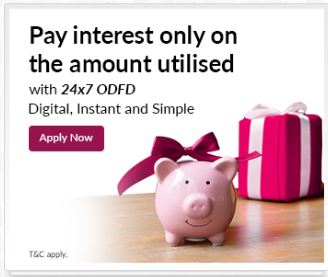 Pay interest only on
the amount utilised
with 24x7 ODFD
Digital, Instant and Simple
Apply Now
T&C apply.